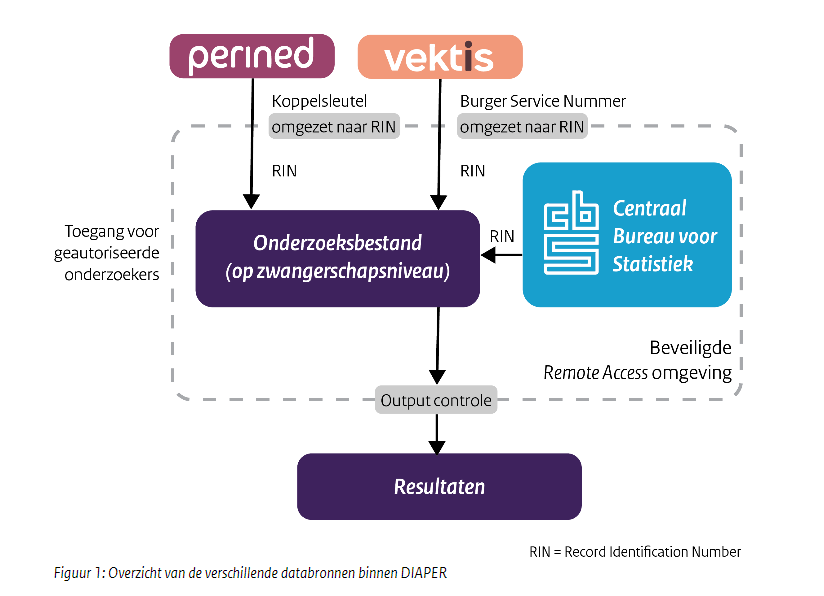 perined
vektis
Koppelsleutel
omgezet naar RIN
Burger Service Nummer
omgezet naar RIN
RIN
RIN
Toegang voor
geautoriseerde
onderzoekers
Onderzoeksbestand
(op zwangerschapsniveau)
RIN
cbs
Centraal
Bureau voor
Statistiek
Beveiligde
Remote Access omgeving
Output controle
Resultaten
RIN = Record Identification Number
Figuur 1: Overzicht van de verschillende databronnen binnen DIAPER